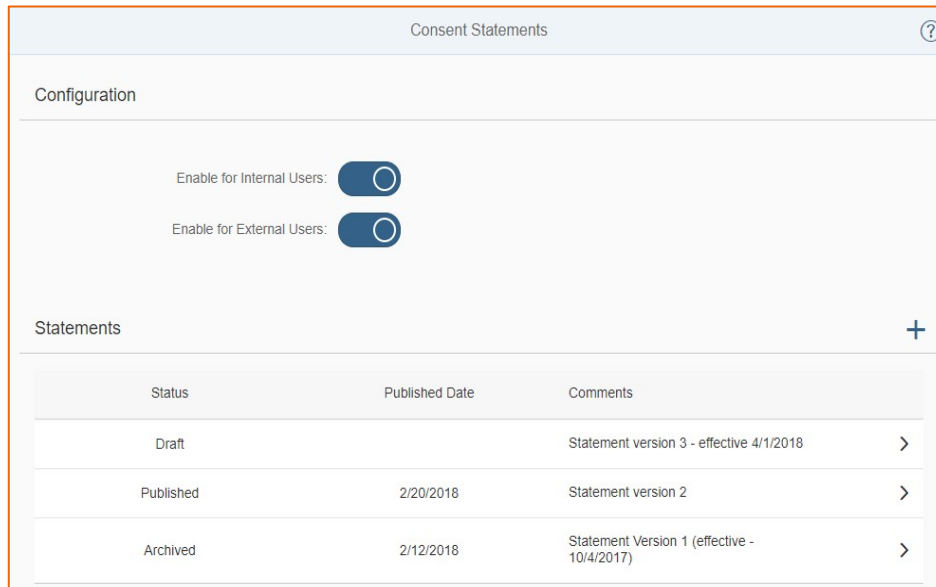 Consent Statements ?
Configuration
Enable for Internal Users:
Enable for External Users:
Statements
Status Published Date Comments
Draft Statement version 3 - effective 4/1/2018
Published 2/20/2018 Statement version 2
Archived 2/12/2018 Statement Version 1 (effective -
10/4/2017)